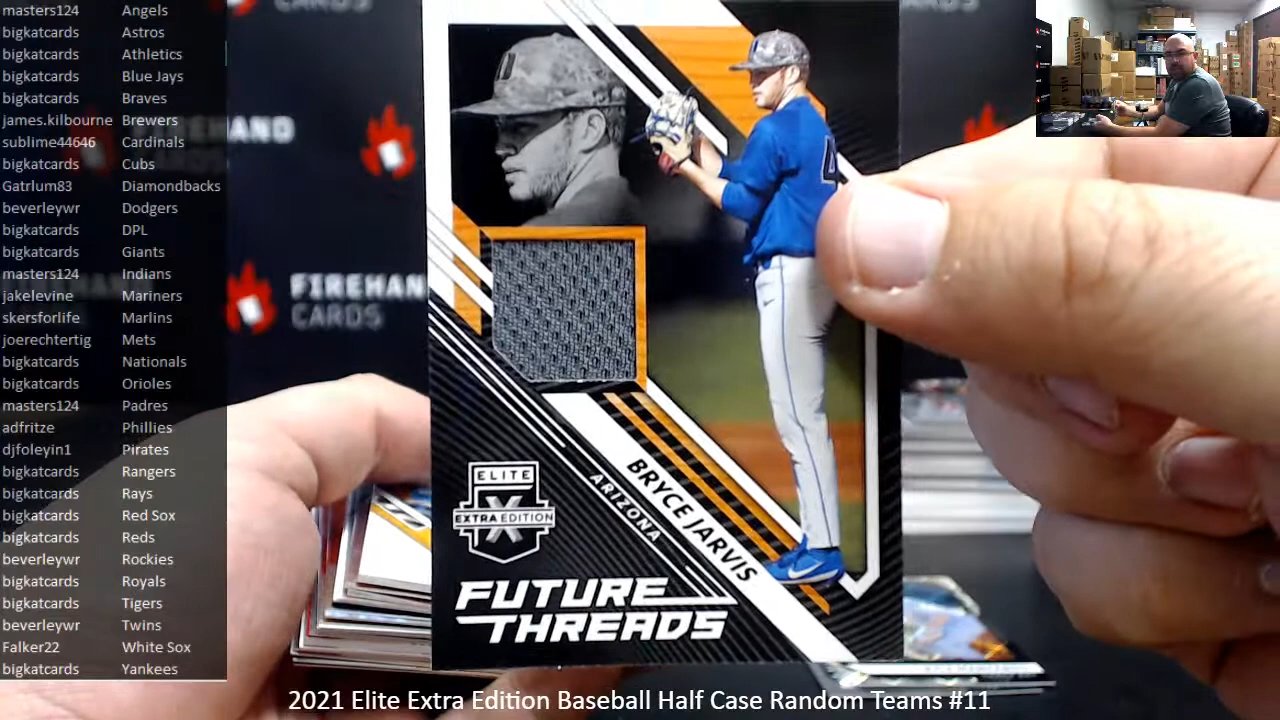 masters124 Angels
bigkatcards Astros
bigkatcards Athletics
bigkatcards Blue Jays
bigkatcards Braves
james.kilbourne Brewers
sublime44646 Cardinals
bigkatcards Cubs
Gatrlum83 Diamondbacks
beverleywr Dodgers
bigkatcards DPL
bigkatcards Giants
masters124 Indians
jakelevine Mariners
skersforlife Marlins
joerechtertig Mets
bigkatcards Nationals
bigkatcards Orioles
masters124 Padres
adfritze Phillies
djfoleyin1 Pirates
bigkatcards Rangers
bigkatcards Rays
bigkatcards Red Sox
bigkatcards Reds
beverleywr Rockies
bigkatcards Royals
bigkatcards Tigers
beverleywr Twins
Falker22 White Sox
bigkatcards Yankees
CARDS
FIREHAN
CARDS
4
BRYCE JARVIS
ARIZONA
ELITE
X
EXTRA EDITION
FUTURE
THREADS
2021 Elite Extra Edition Baseball Half Case Random Teams #11